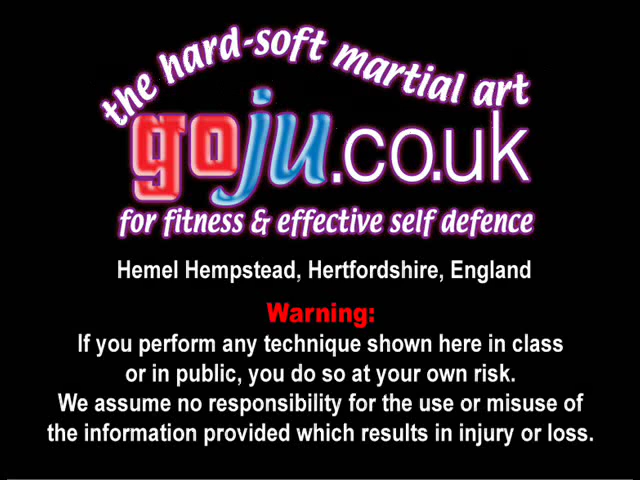 the hard-soft martial art
goju.co.uk
for fitness & effective self defence
Hemel Hempstead, Hertfordshire, England
Warning:
If you perform any technique shown here in class
or in public, you do so at your own risk.
We assume no responsibility for the use or misuse of
the information provided which results in injury or loss.